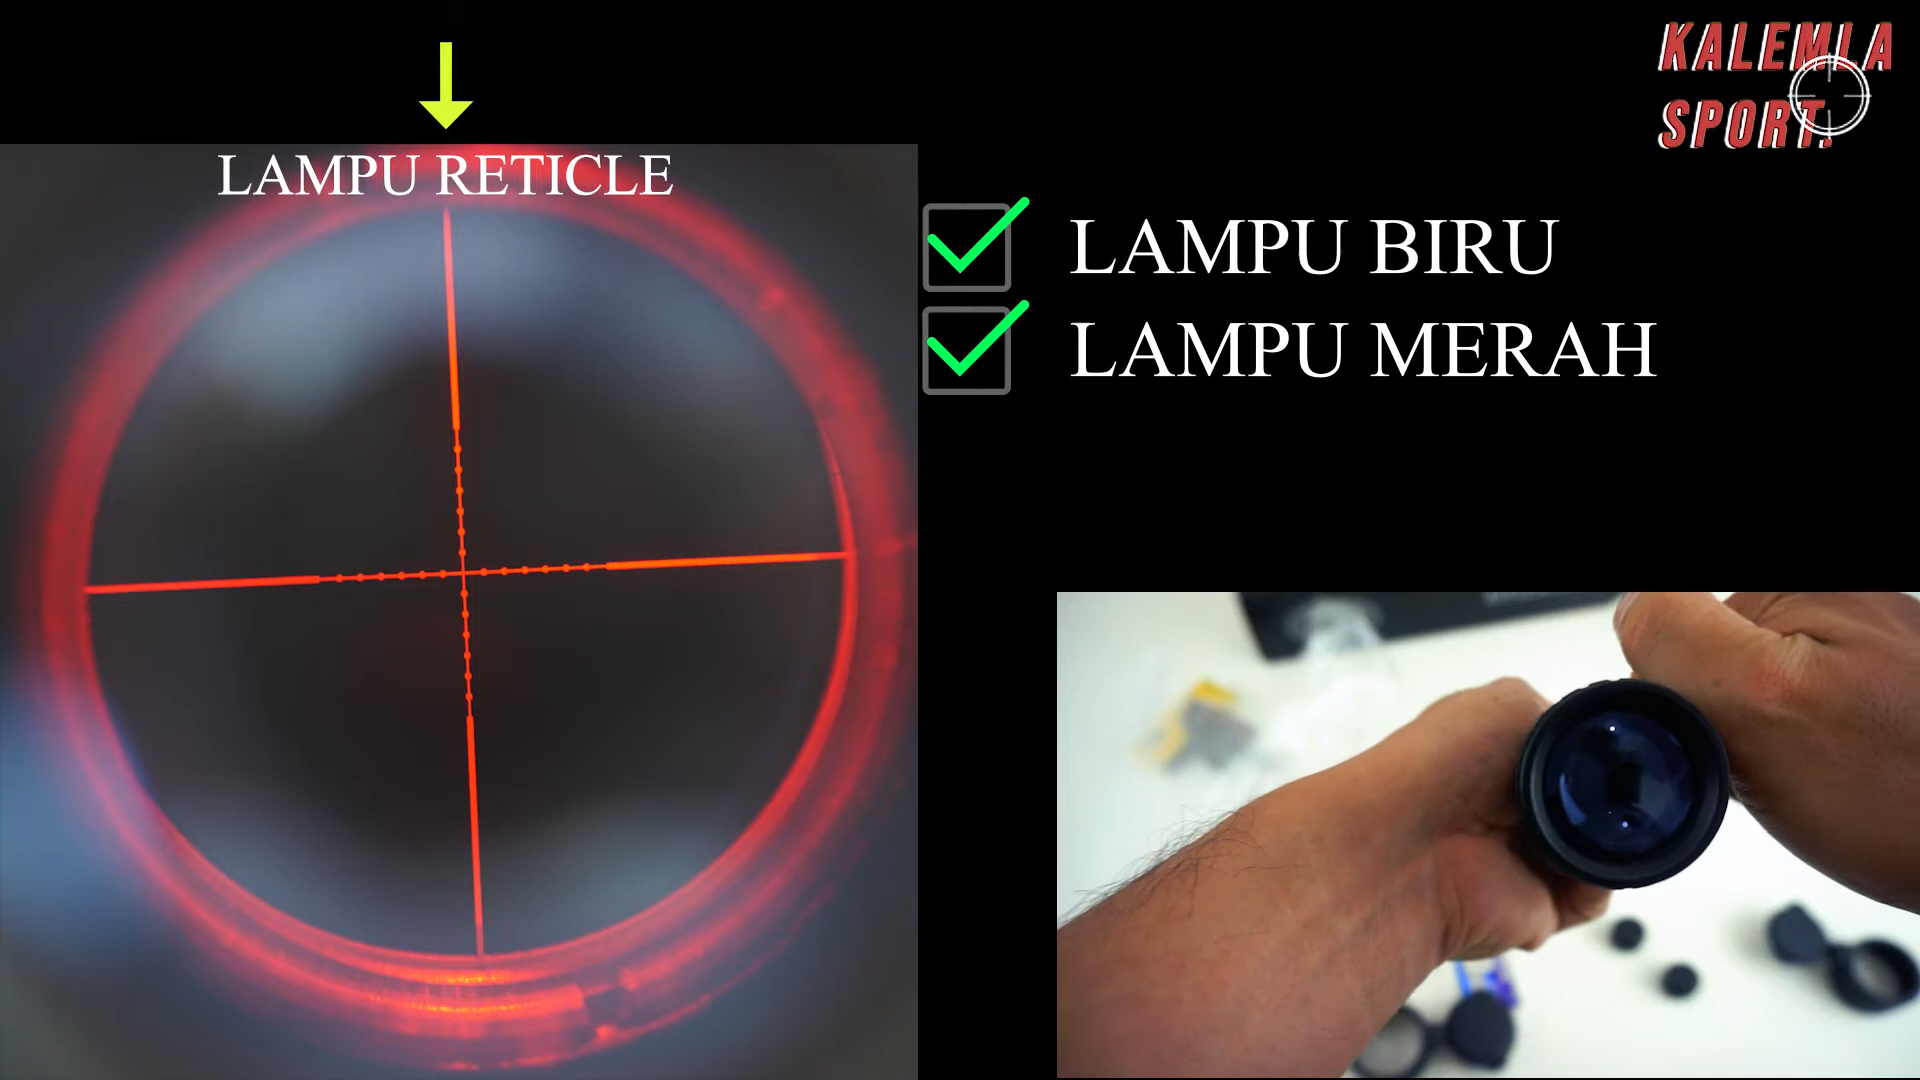 KALEMLA
SPORT.
LAMPU RETICLE
LAMPU BIRU
LAMPU MERAH